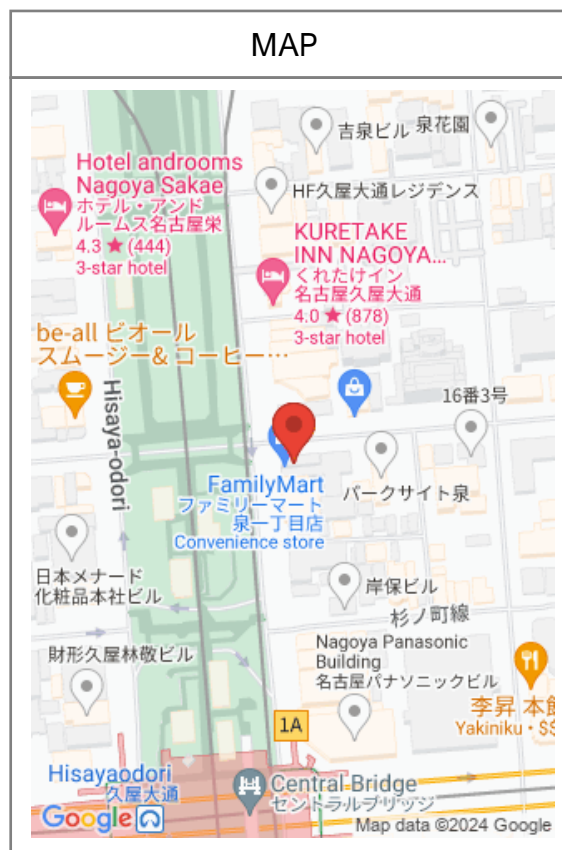 MAP
吉泉ビル
泉花園
Hotel androoms
Nagoya Sakae
ホテル・アンド
ルームス名古屋栄
4.3 ★ (444)
3-star hotel
HF久屋大通レジデンス
KURETAKE
INN NAGOYA...
くれたけイン
名古屋久屋大通
4.0 ★ (878)
3-star hotel
be-all ビオール
スムージー& コーヒー…
Hisaya-odori
16番3号
FamilyMart
ファミリーマート
泉一丁目店
Convenience store
パークサイト泉
日本メナード
化粧品本社ビル
岸保ビル
杉ノ町線
財形久屋林敬ビル
Nagoya Panasonic
Building
名古屋パナソニックビル
李昇 本館
Yakiniku・$$
1A
Hisayaodori
久屋大通
Central Bridge
セントラルブリッジ
Google
Map data ©2024 Google